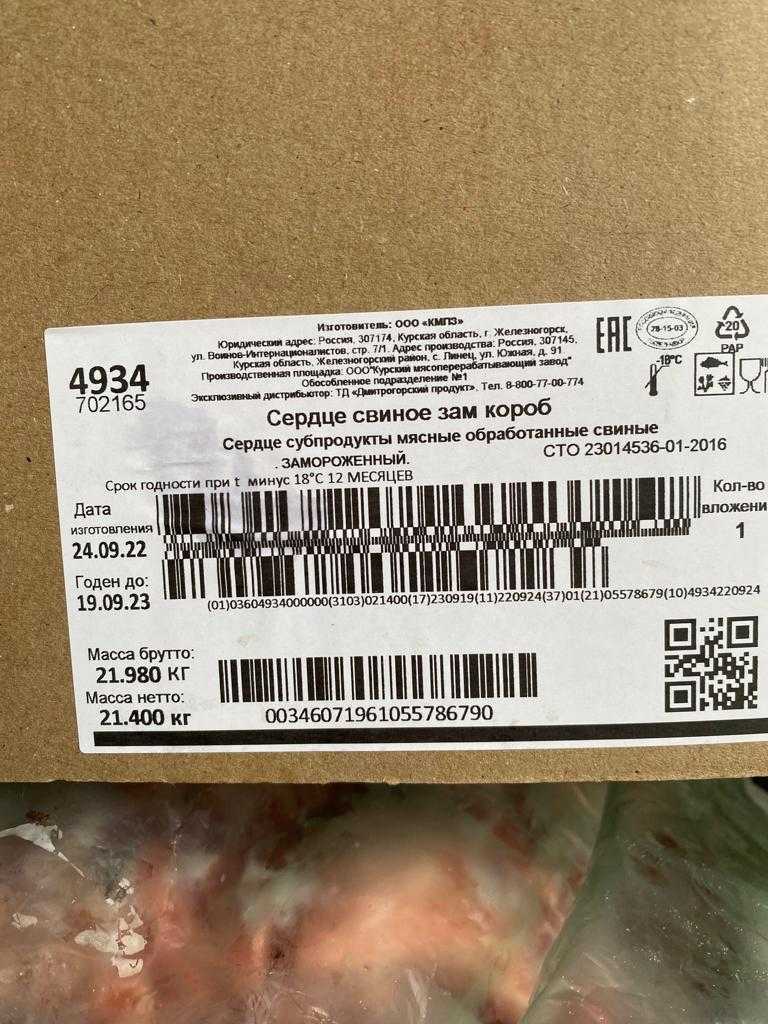 Изготовитель: ООО «КМПЗ»
Юридический адрес: Россия, 307174, Курская область, г. Железногорск,
ул. Воинов-Интернационалистов, стр. 7/1. Адрес производства: Россия, 307145,
Курская область, Железногорский район, с. Линец, ул. Южная, д. 91
Производственная площадка: ООО"Курский мясоперерабатывающий завод"
Обособленное подразделение №1
Эксклюзивный дистрибьютор: ТД «Дмитрогорский продукт». Тел. 8-800-77-00-774
EAC
78-15-03
20
PAP
-18°C
4934
702165
Сердце свиное зам короб
Сердце субпродукты мясные обработанные свиные
. ЗАМОРОЖЕННЫЙ.
СТО 23014536-01-2016
Срок годности при t минус 18°С 12 МЕСЯЦЕВ
Дата
изготовления
24.09.22
Годен до:
19.09.23
Кол-во
вложени
1
(01)03604934000000(3103)021400(17)230919(11)220924(37)01(21)05578679(10)4934220924
Масса брутто:
21.980 КГ
Масса нетто:
21.400 кг
00346071961055786790